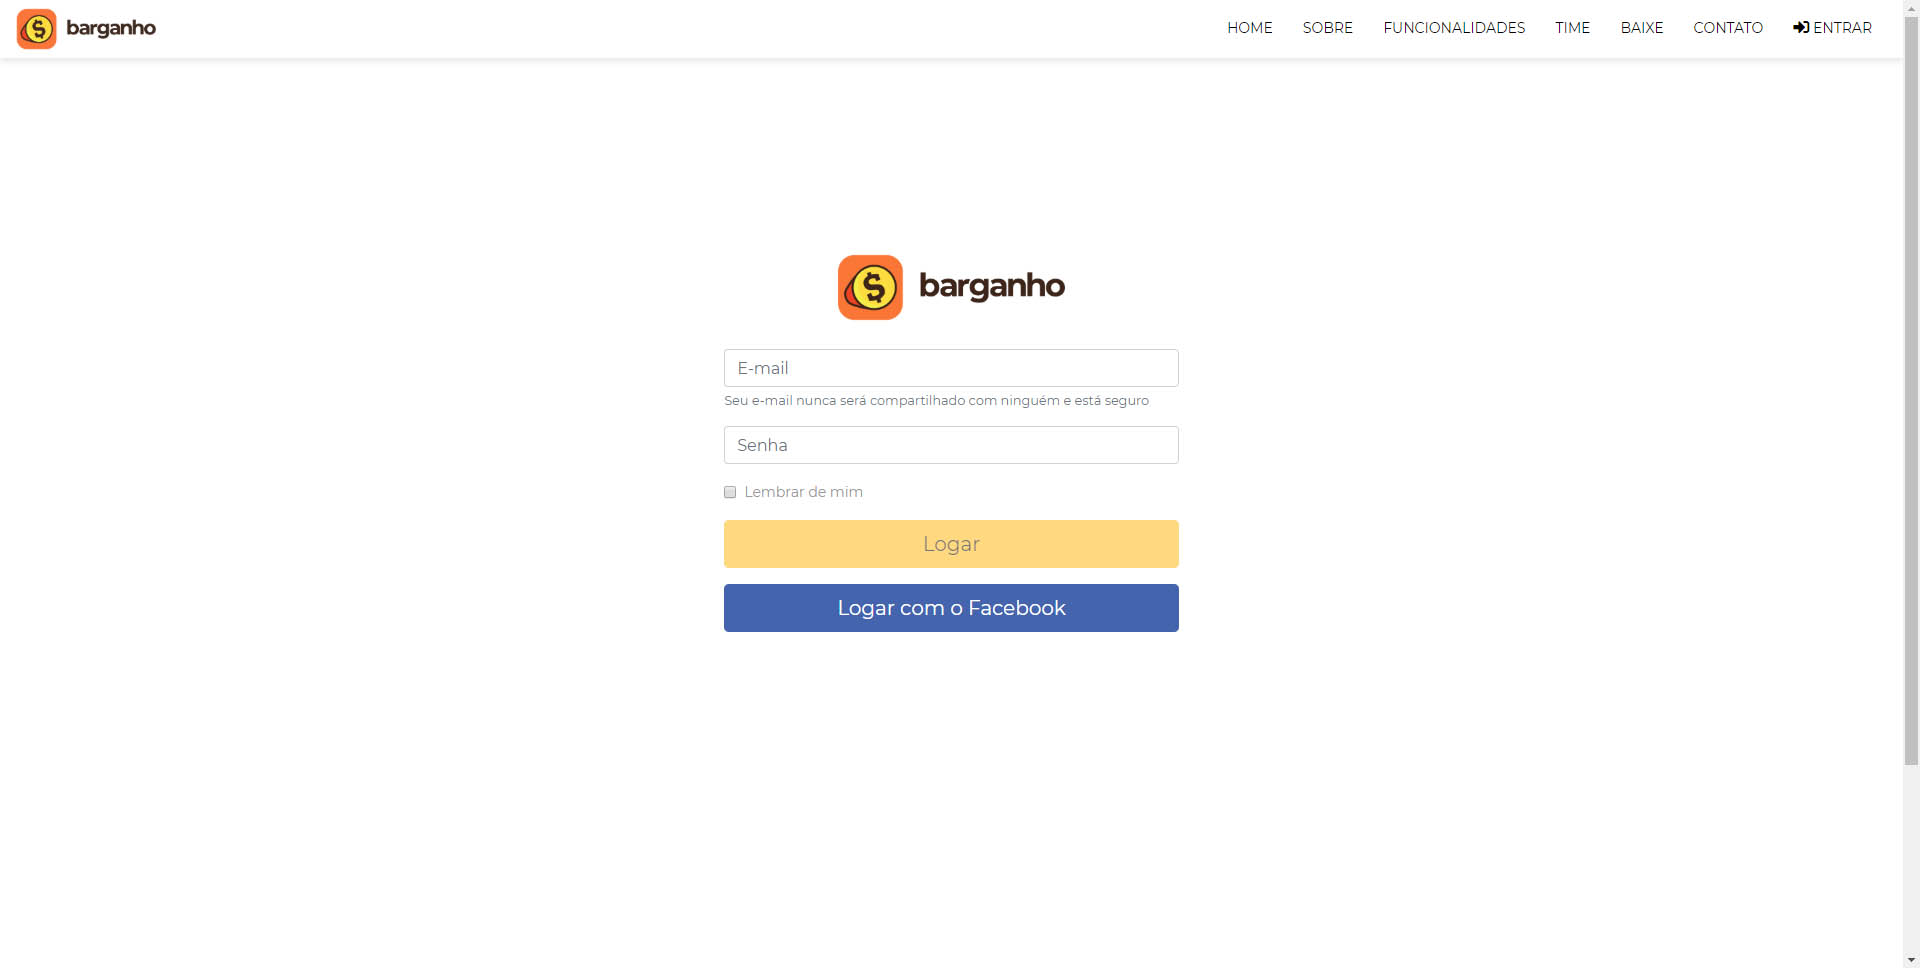 barganho
HOME SOBRE FUNCIONALIDADES TIME BAIXE CONTATO ENTRAR
$ barganho
E-mail
Seu e-mail nunca será compartilhado com ninguém e está seguro
Senha
Lembrar de mim
Logar
Logar com o Facebook